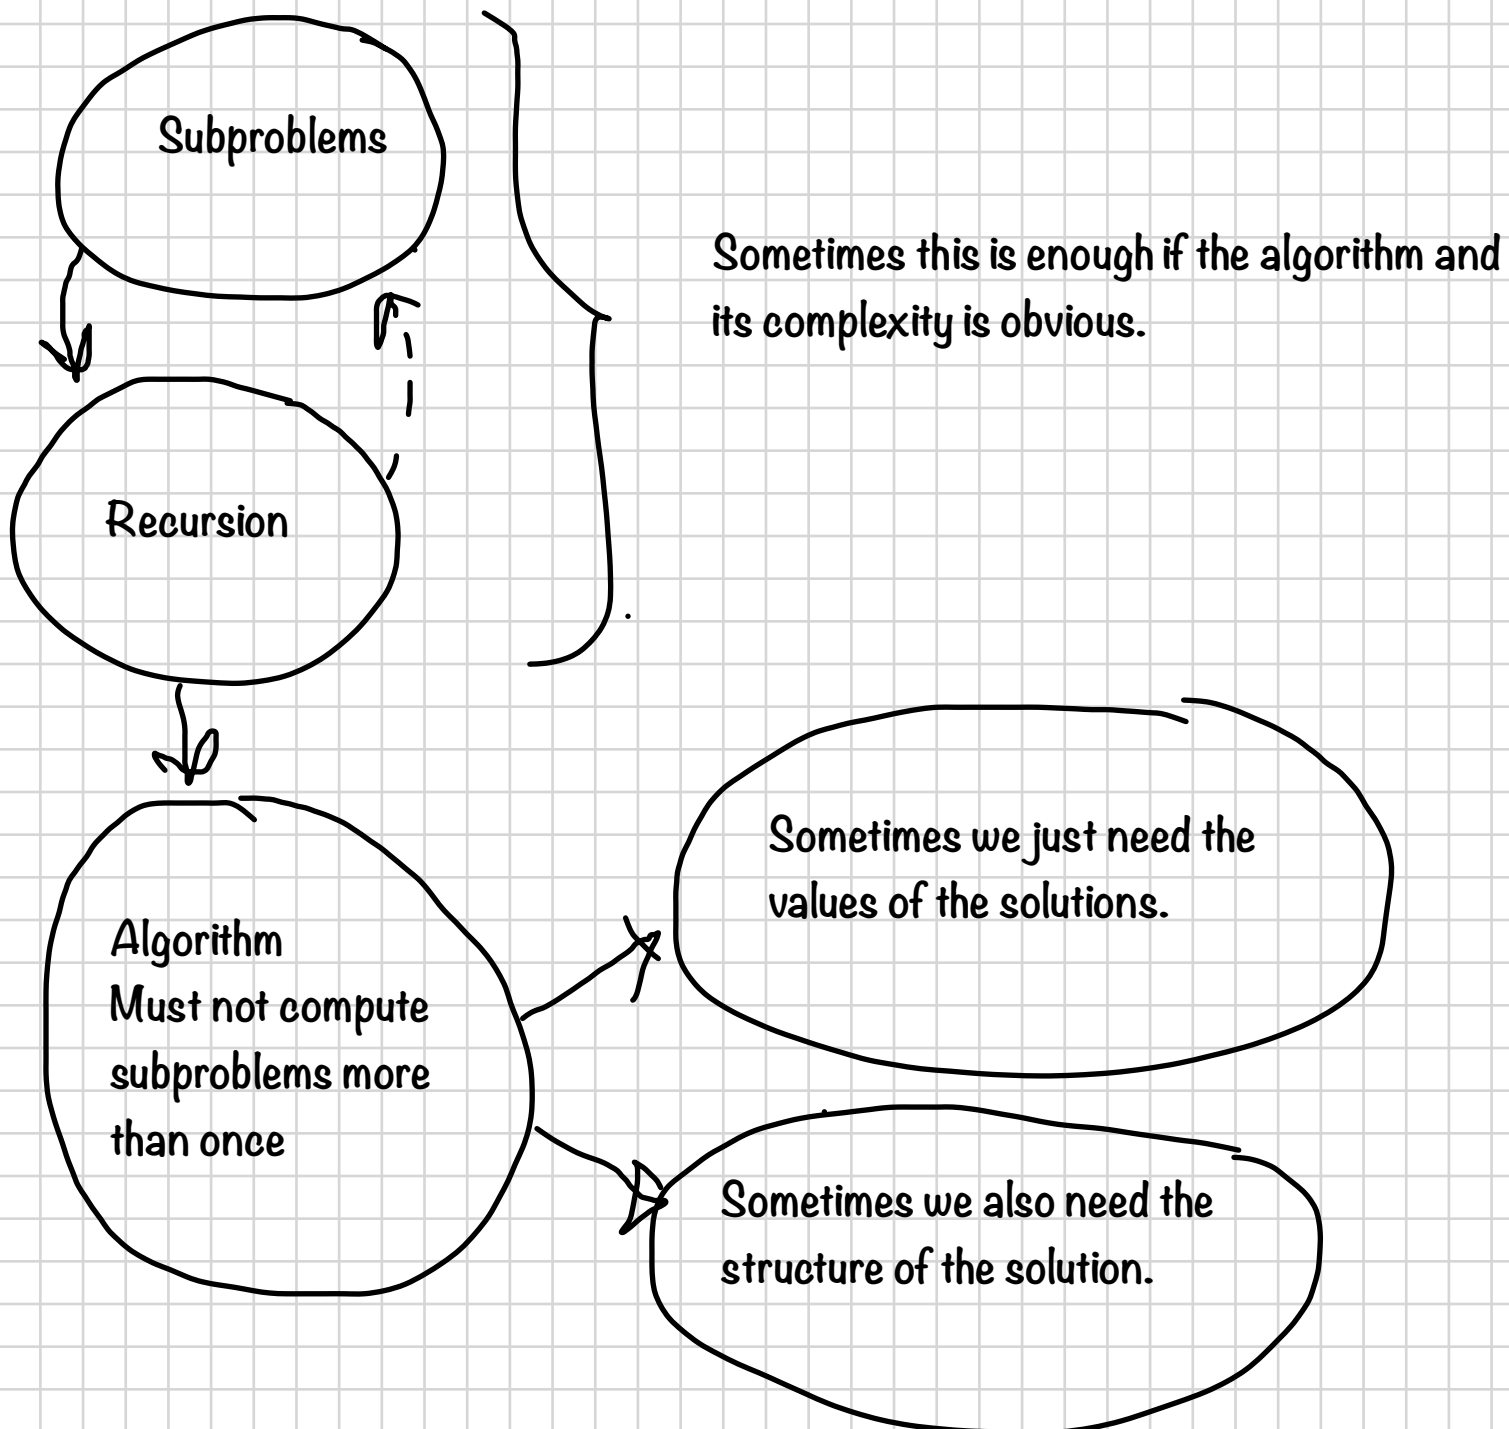 Subproblems
Sometimes this is enough if the algorithm and
its complexity is obvious.
Recursion
Sometimes we just need the
values of the solutions.
Algorithm
Must not compute
subproblems more
than once
Sometimes we also need the
structure of the solution.